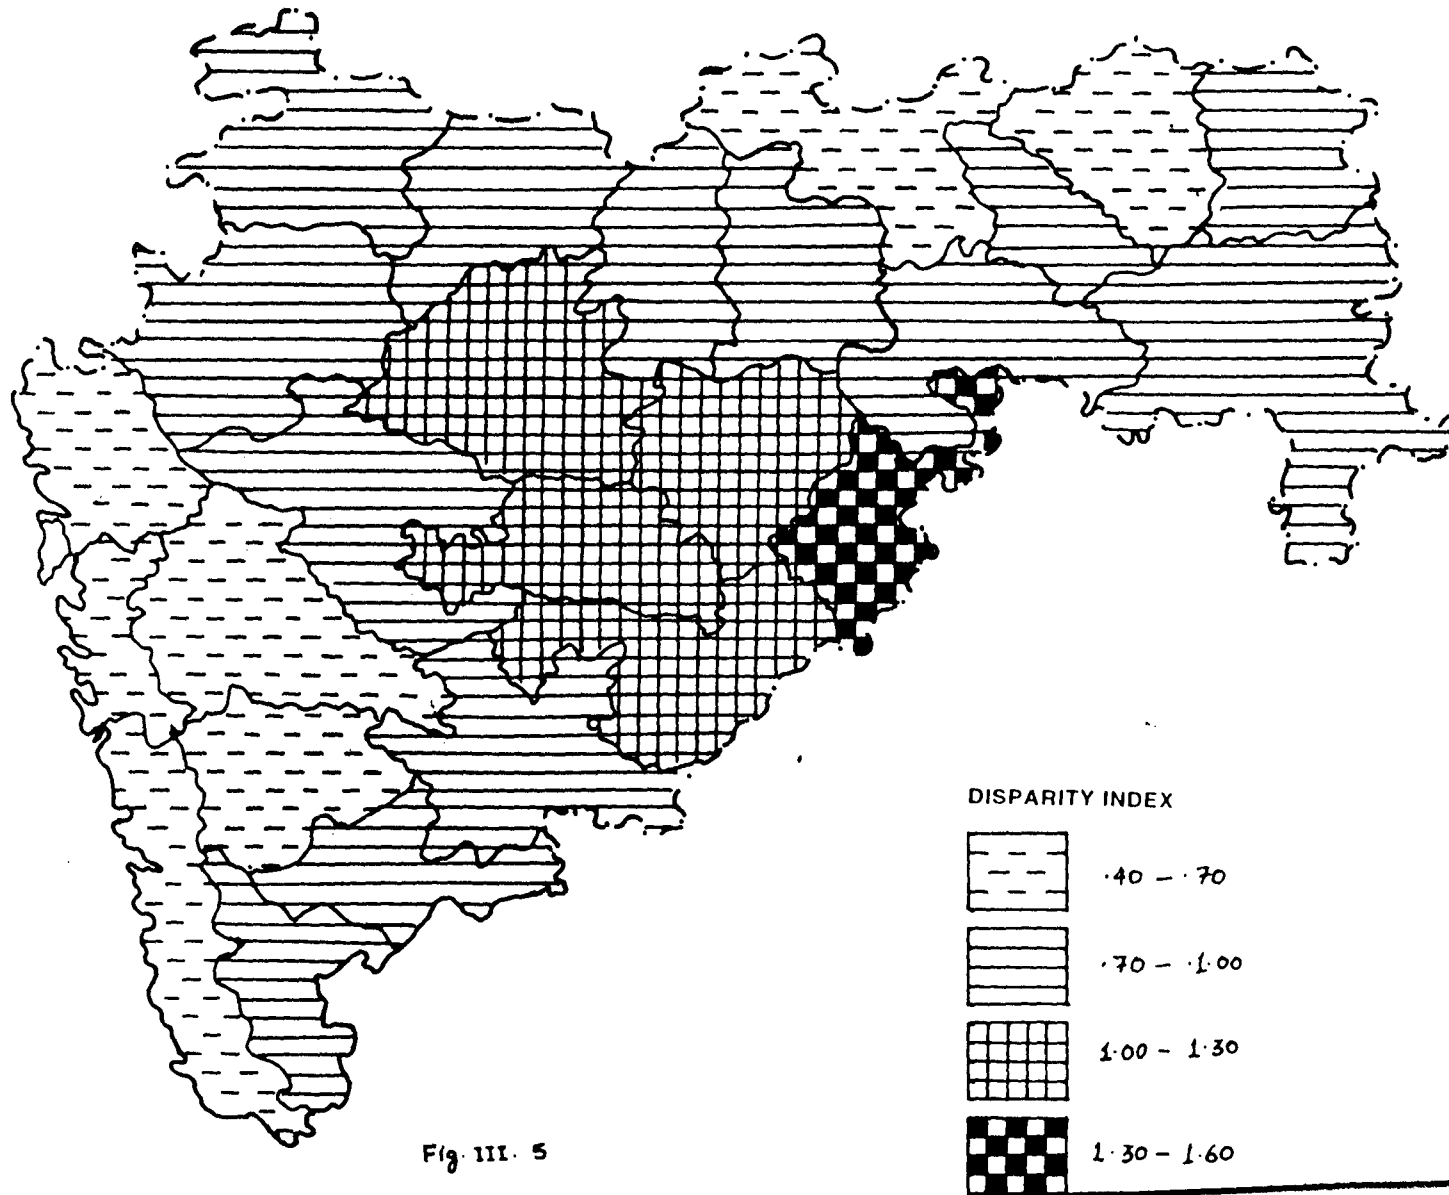 DISPARITY INDEX
·40 – ·70
·70 – ·1·00
1·00 – 1·30
1·30 – 1·60
Fig. III. 5